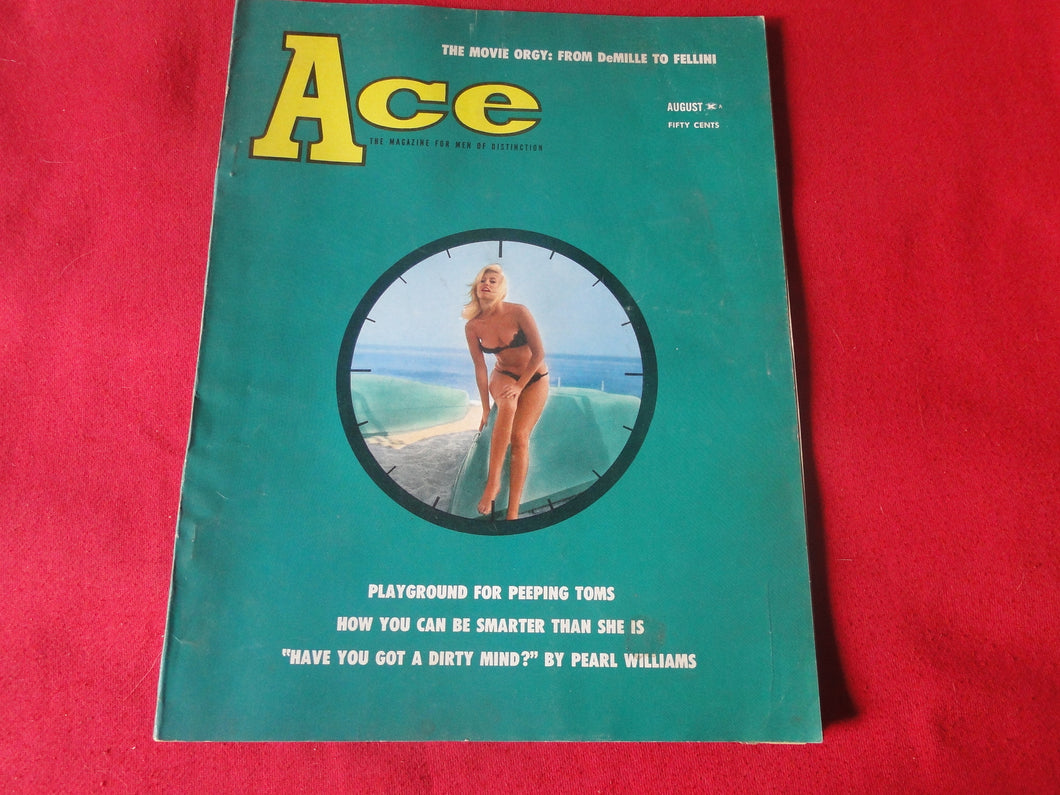 THE MOVIE ORGY: FROM DeMILLE TO FELLINI
Ace
THE MAGAZINE FOR MEN OF DISTINCTION
AUGUST
FIFTY CENTS
PLAYGROUND FOR PEEPING TOMS
HOW YOU CAN BE SMARTER THAN SHE IS
"HAVE YOU GOT A DIRTY MIND?" BY PEARL WILLIAMS